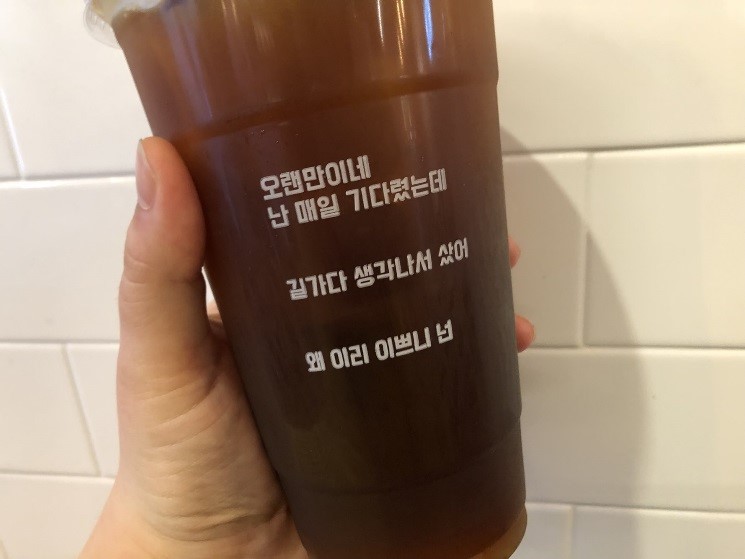 오랜만이네
난 매일 기다렸는데
길가다 생각나서 샀어
왜 이리 이쁘니 넌